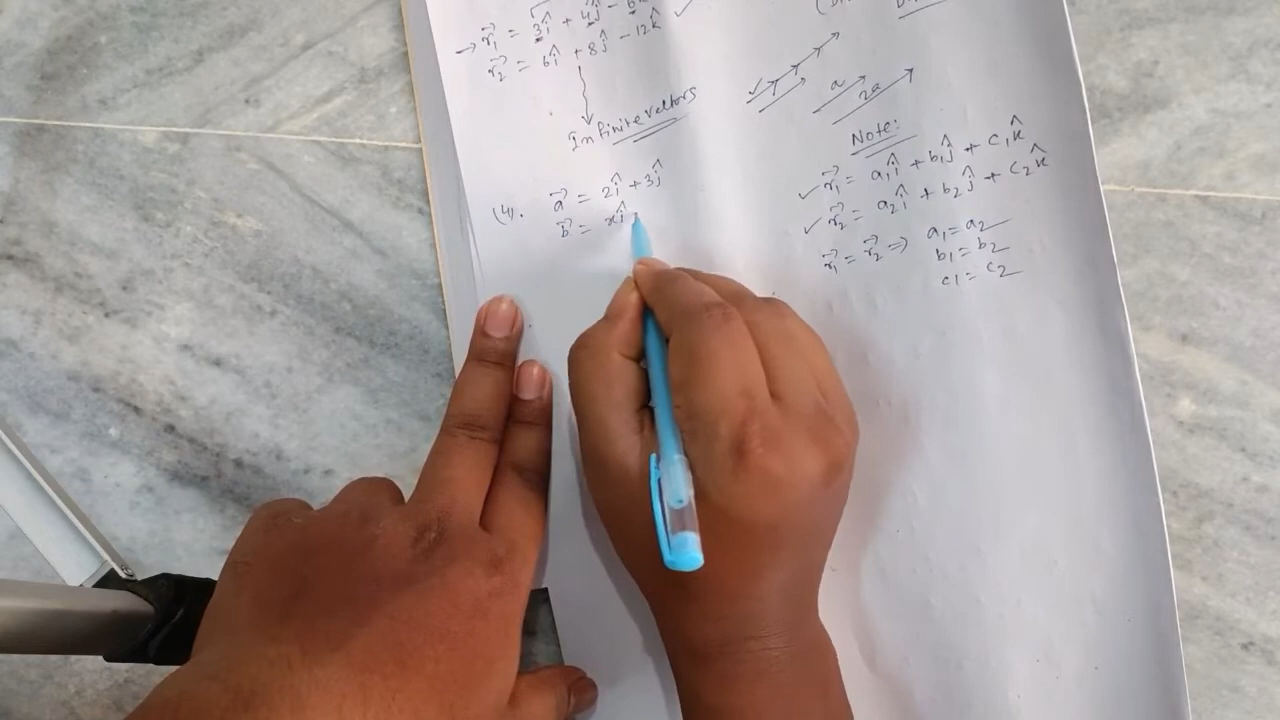 → r⃗₁ = 3î + 4ĵ - 6k̂ ✓
r⃗₂ = 6î + 8ĵ - 12k̂
Infinite vectors
(4). a⃗ = 2î + 3ĵ
b⃗ = xî
a
2a
Note:
✓ r⃗₁ = a₁î + b₁ĵ + c₁k̂
✓ r⃗₂ = a₂î + b₂ĵ + c₂k̂
r⃗₁ = r⃗₂ ⇒ a₁ = a₂
b₁ = b₂
c₁ = c₂